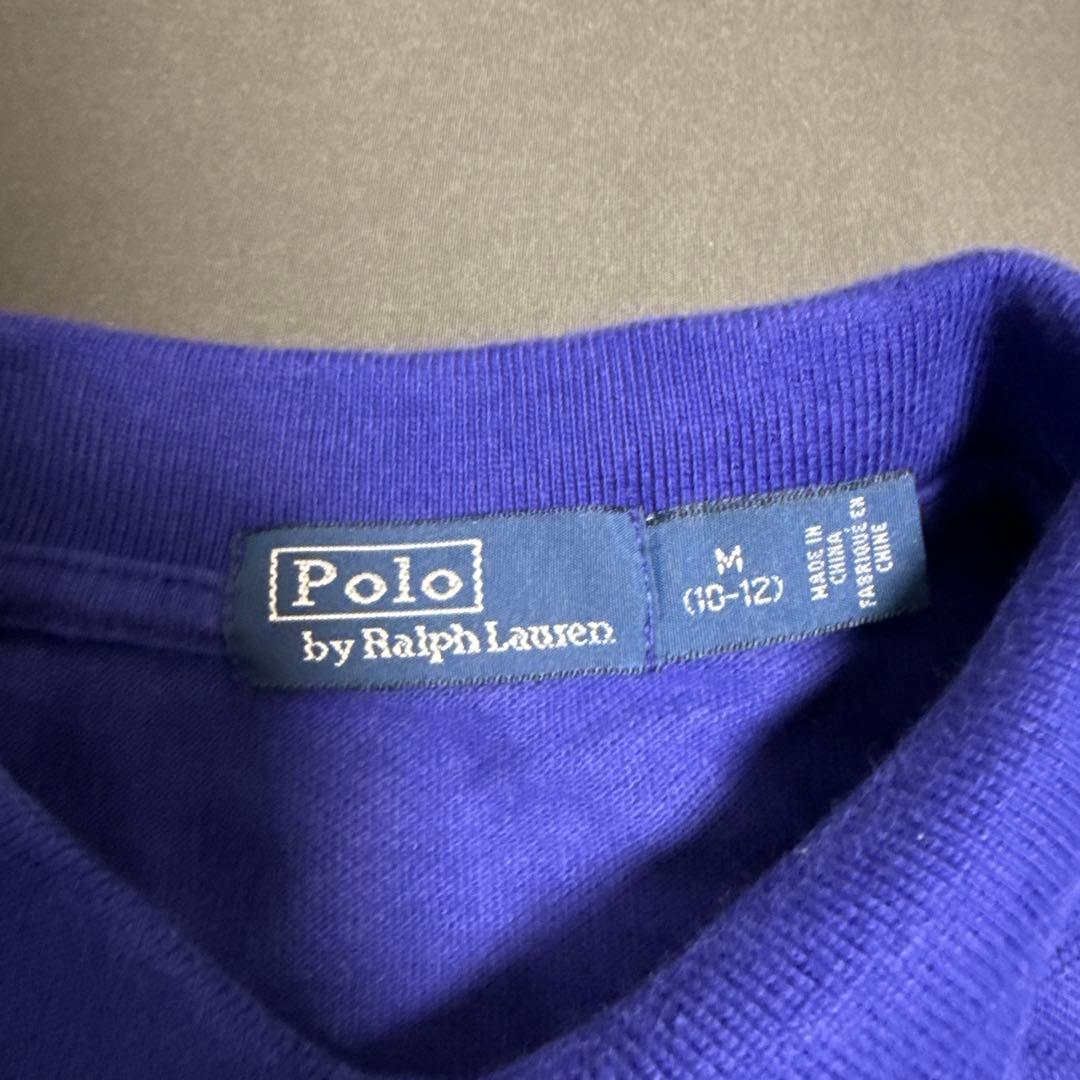 Polo
by Ralph Lauren
M
(10-12)
MADE IN
CHINA
FABRIQUÉ EN
CHINE